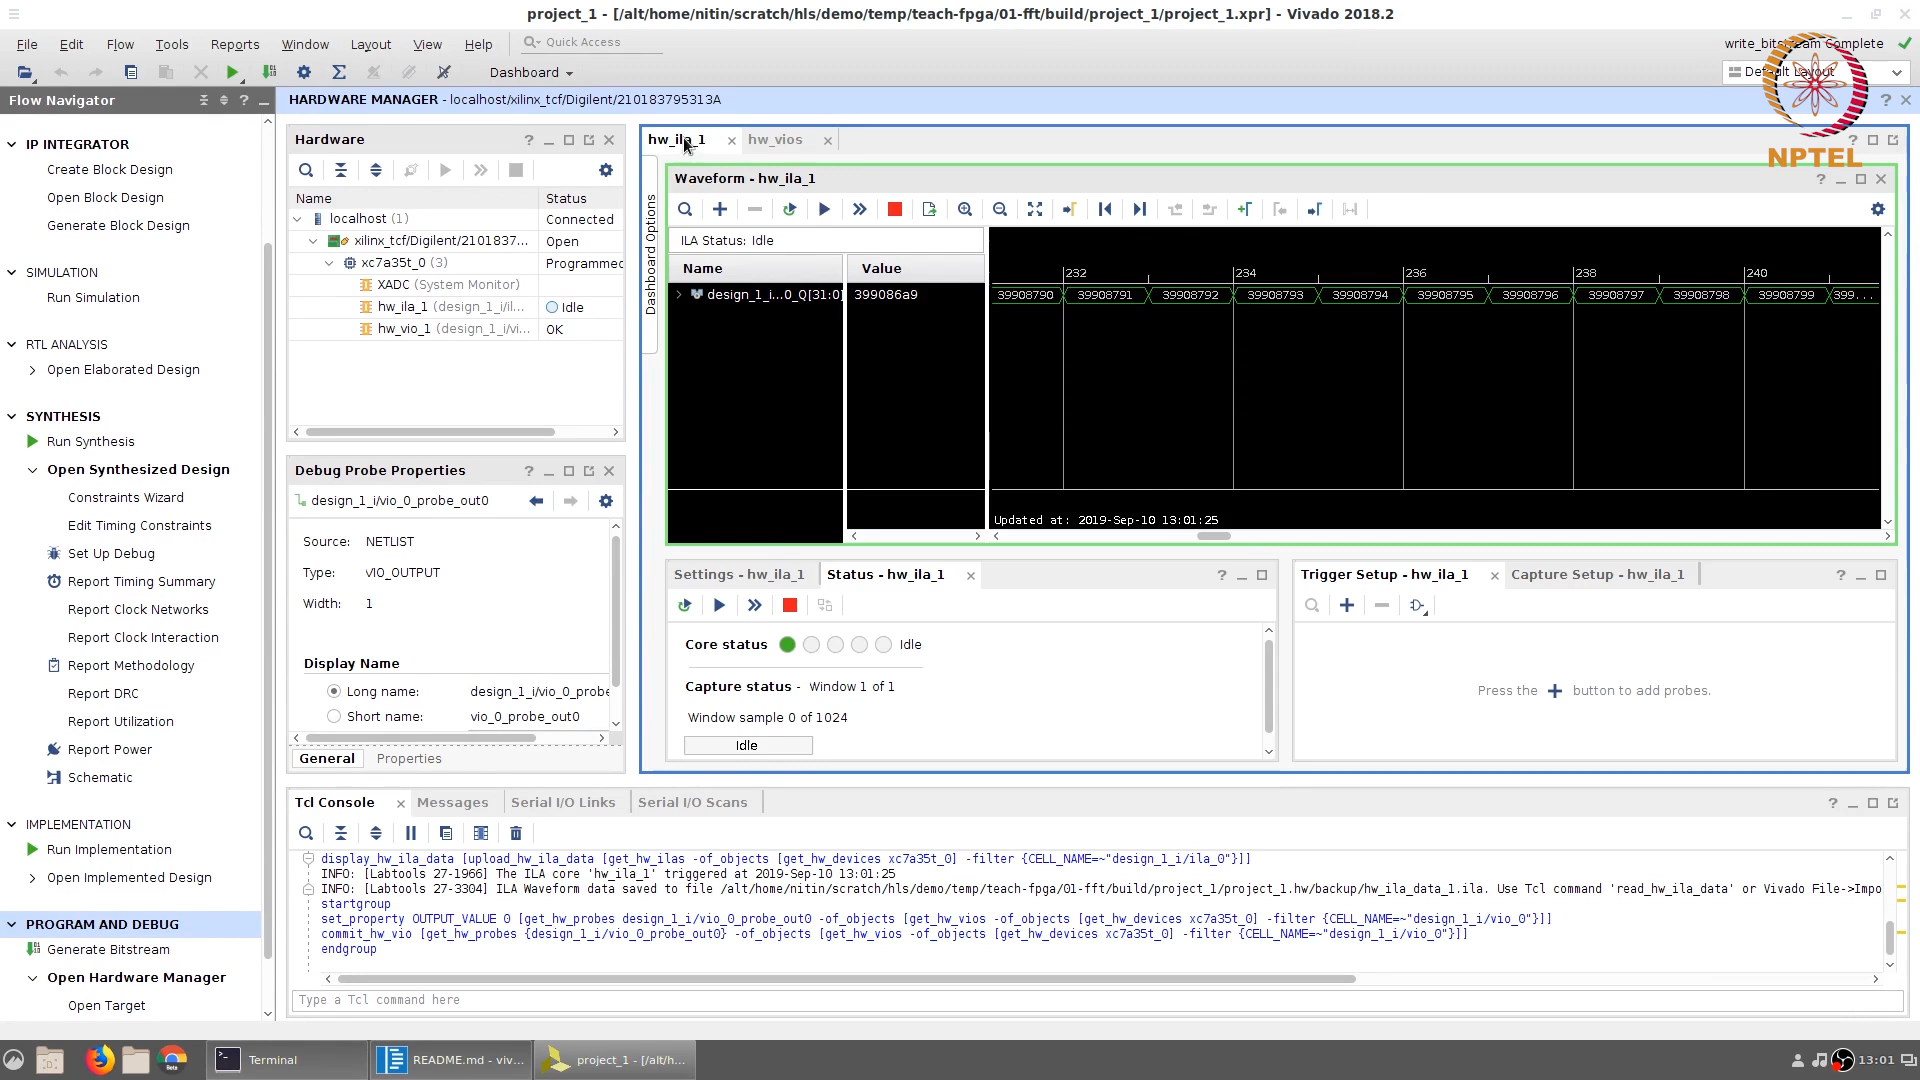 project_1 - [/alt/home/nitin/scratch/hls/demo/temp/teach-fpga/01-fft/build/project_1/project_1.xpr] - Vivado 2018.2
File Edit Flow Tools Reports Window Layout View Help Quick Access
write_bitstream Complete
Dashboard
Default Layout
Flow Navigator
HARDWARE MANAGER - localhost/xilinx_tcf/Digilent/210183795313A
NPTEL
IP INTEGRATOR
Create Block Design
Open Block Design
Generate Block Design
SIMULATION
Run Simulation
RTL ANALYSIS
Open Elaborated Design
SYNTHESIS
Run Synthesis
Open Synthesized Design
Constraints Wizard
Edit Timing Constraints
Set Up Debug
Report Timing Summary
Report Clock Networks
Report Clock Interaction
Report Methodology
Report DRC
Report Utilization
Report Power
Schematic
IMPLEMENTATION
Run Implementation
Open Implemented Design
PROGRAM AND DEBUG
Generate Bitstream
Open Hardware Manager
Open Target
Hardware
Name Status
localhost (1) Connected
xilinx_tcf/Digilent/2101837... Open
xc7a35t_0 (3) Programmed
XADC (System Monitor)
hw_ila_1 (design_1_i/il... Idle
hw_vio_1 (design_1_i/vi... OK
Debug Probe Properties
design_1_i/vio_0_probe_out0
Source: NETLIST
Type: VIO_OUTPUT
Width: 1
Display Name
Long name: design_1_i/vio_0_probe
Short name: vio_0_probe_out0
General Properties
hw_ila_1 hw_vios
Dashboard Options
Waveform - hw_ila_1
ILA Status: Idle
Name Value
design_1_i...0_Q[31:0] 399086a9
232 234 236 238 240
39908790 39908791 39908792 39908793 39908794 39908795 39908796 39908797 39908798 39908799 399...
Updated at: 2019-Sep-10 13:01:25
Settings - hw_ila_1 Status - hw_ila_1
Core status Idle
Capture status - Window 1 of 1
Window sample 0 of 1024
Idle
Trigger Setup - hw_ila_1 Capture Setup - hw_ila_1
Press the + button to add probes.
Tcl Console Messages Serial I/O Links Serial I/O Scans
display_hw_ila_data [upload_hw_ila_data [get_hw_ilas -of_objects [get_hw_devices xc7a35t_0] -filter {CELL_NAME=~"design_1_i/ila_0"}]]
INFO: [Labtools 27-1966] The ILA core 'hw_ila_1' triggered at 2019-Sep-10 13:01:25
INFO: [Labtools 27-3304] ILA Waveform data saved to file /alt/home/nitin/scratch/hls/demo/temp/teach-fpga/01-fft/build/project_1/project_1.hw/backup/hw_ila_data_1.ila. Use Tcl command 'read_hw_ila_data' or Vivado File->Impo
startgroup
set_property OUTPUT_VALUE 0 [get_hw_probes design_1_i/vio_0_probe_out0 -of_objects [get_hw_vios -of_objects [get_hw_devices xc7a35t_0] -filter {CELL_NAME=~"design_1_i/vio_0"}]]
commit_hw_vio [get_hw_probes {design_1_i/vio_0_probe_out0} -of_objects [get_hw_vios -of_objects [get_hw_devices xc7a35t_0] -filter {CELL_NAME=~"design_1_i/vio_0"}]]
endgroup
Type a Tcl command here
Terminal README.md - viv... project_1 - [/alt/h... 13:01